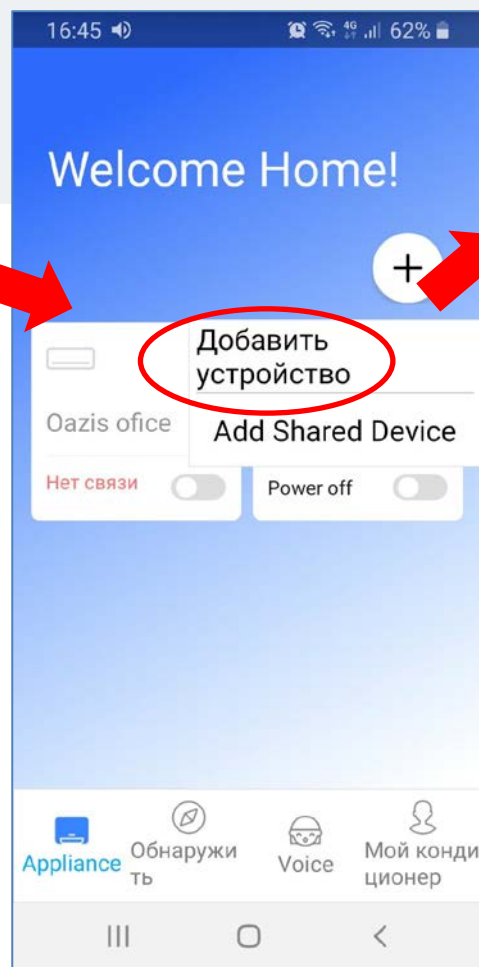 16:45 4G 62%
Welcome Home!
+
Добавить
устройство
Oazis ofice
Add Shared Device
Нет связи
Power off
Appliance
Обнаружи
ть
Voice
Мой конди
ционер